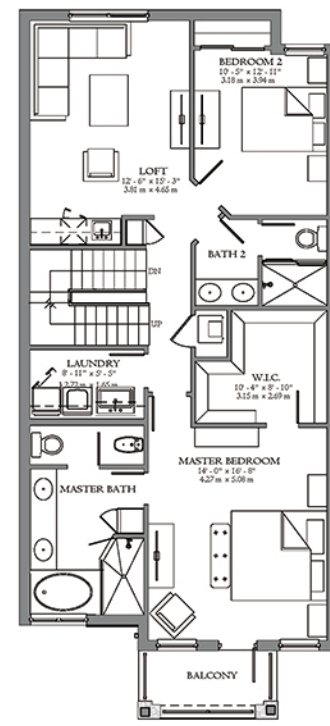 BEDROOM 2
10' - 5" x 12' - 11"
3.18 m x 3.94 m
LOFT
12' - 6" x 15' - 3"
3.81 m x 4.65 m
DN
BATH 2
UP
LAUNDRY
8' - 11" x 5' - 5"
2.72 m x 1.65 m
W.I.C.
10' - 4" x 8' - 10"
3.15 m x 2.69 m
MASTER BEDROOM
14' - 0" x 16' - 8"
4.27 m x 5.08 m
MASTER BATH
BALCONY